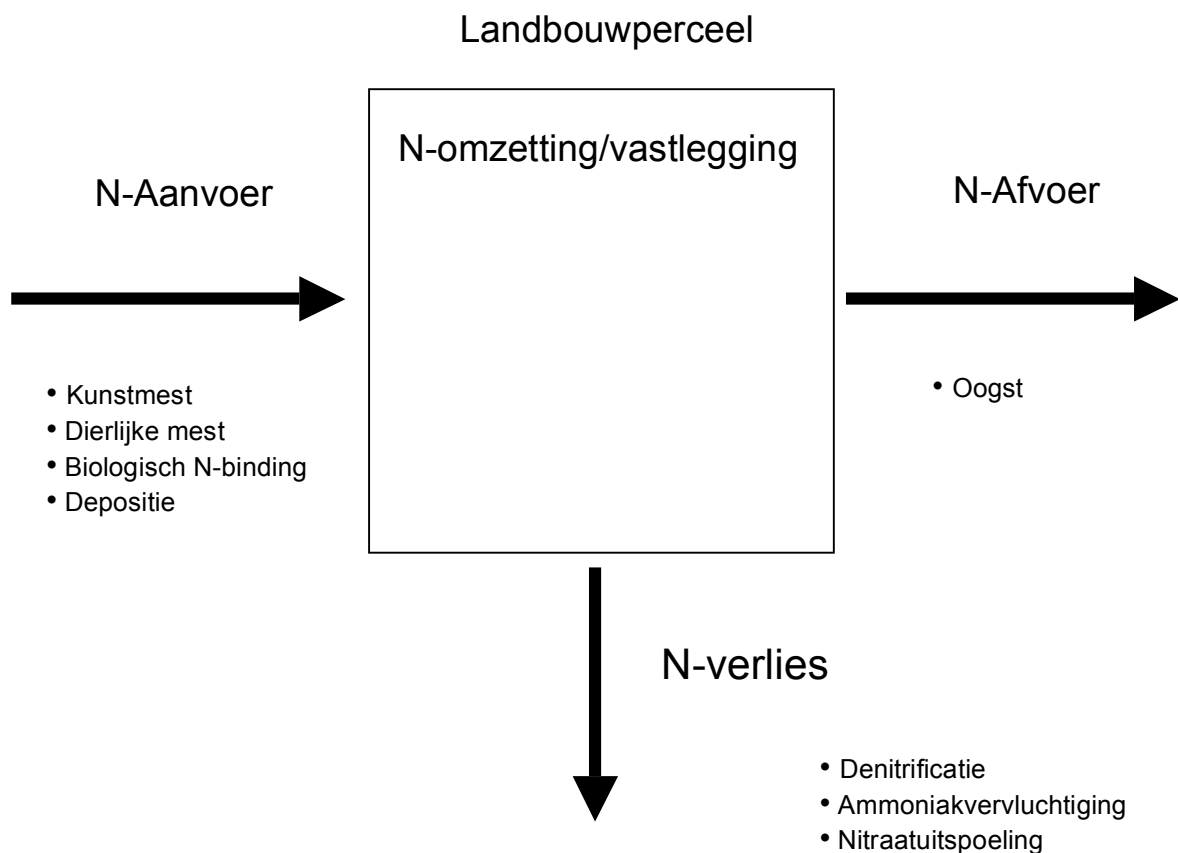 Landbouwperceel
N-omzetting/vastlegging
N-Aanvoer
N-Afvoer
• Kunstmest
• Dierlijke mest
• Biologisch N-binding
• Depositie
• Oogst
N-verlies
• Denitrificatie
• Ammoniakvervluchtiging
• Nitraatuitspoeling